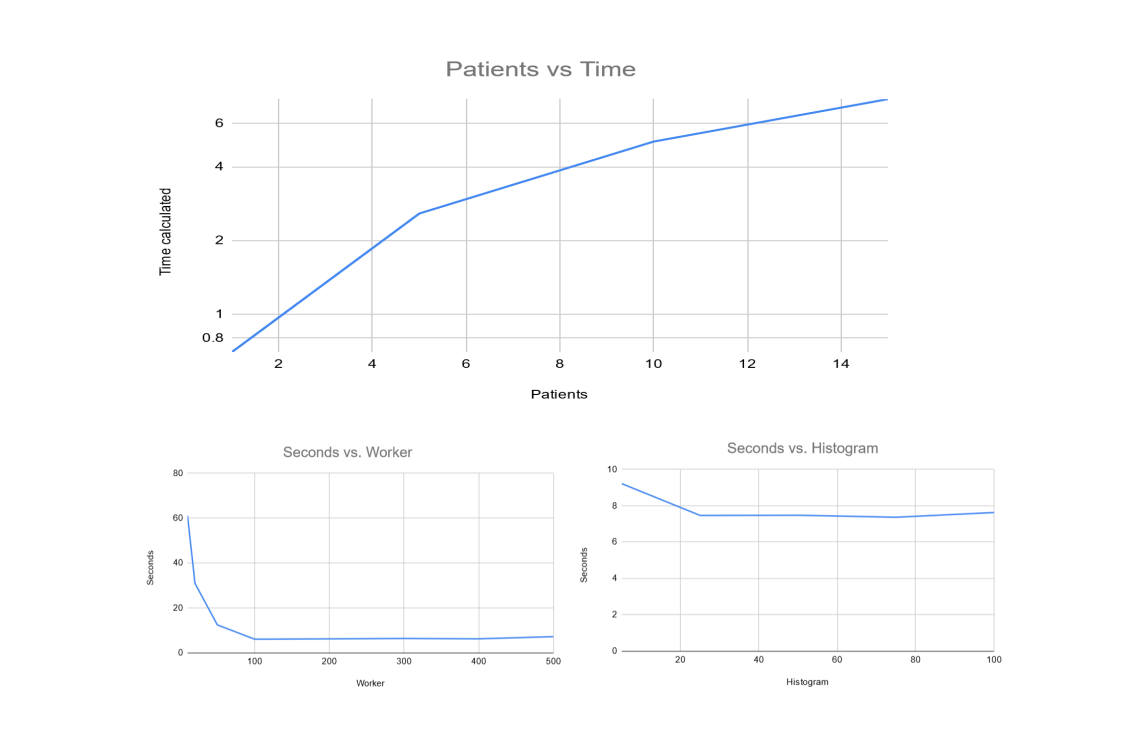 Patients vs Time
6
4
2
1
0.8
Time calculated
2 4 6 8 10 12 14
Patients
Seconds vs. Worker
80
60
40
20
0
Seconds
100 200 300 400 500
Worker
Seconds vs. Histogram
10
8
6
4
2
0
Seconds
20 40 60 80 100
Histogram